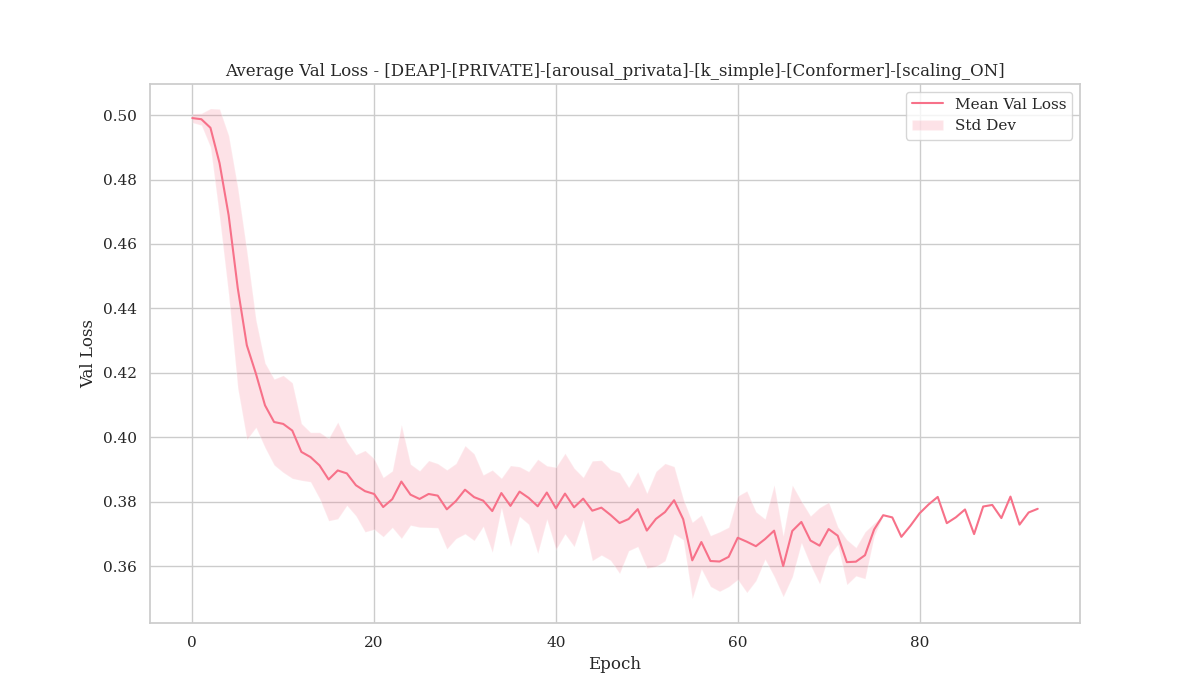 Average Val Loss - [DEAP]-[PRIVATE]-[arousal_privata]-[k_simple]-[Conformer]-[scaling_ON]
Mean Val Loss
Std Dev
0.50
0.48
0.46
0.44
0.42
0.40
0.38
0.36
Val Loss
0
20
40
60
80
Epoch